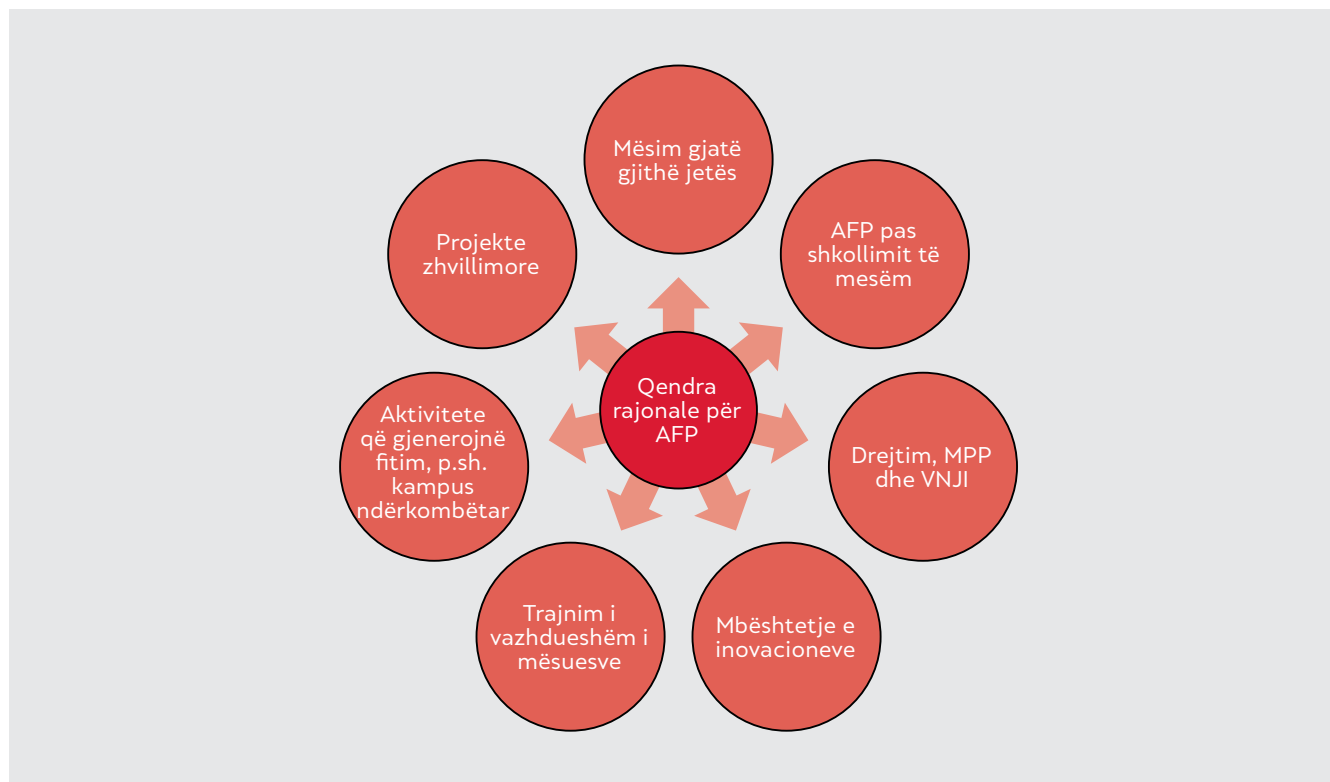 Mësim gjatë
gjithë jetës
AFP pas
shkollimit të
mesëm
Drejtim, MPP
dhe VNJI
Mbështetje e
inovacioneve
Trajnim i
vazhdueshëm i
mësuesve
Aktivitete
që gjenerojnë
fitim, p.sh.
kampus
ndërkombëtar
Projekte
zhvillimore
Qendra
rajonale për
AFP